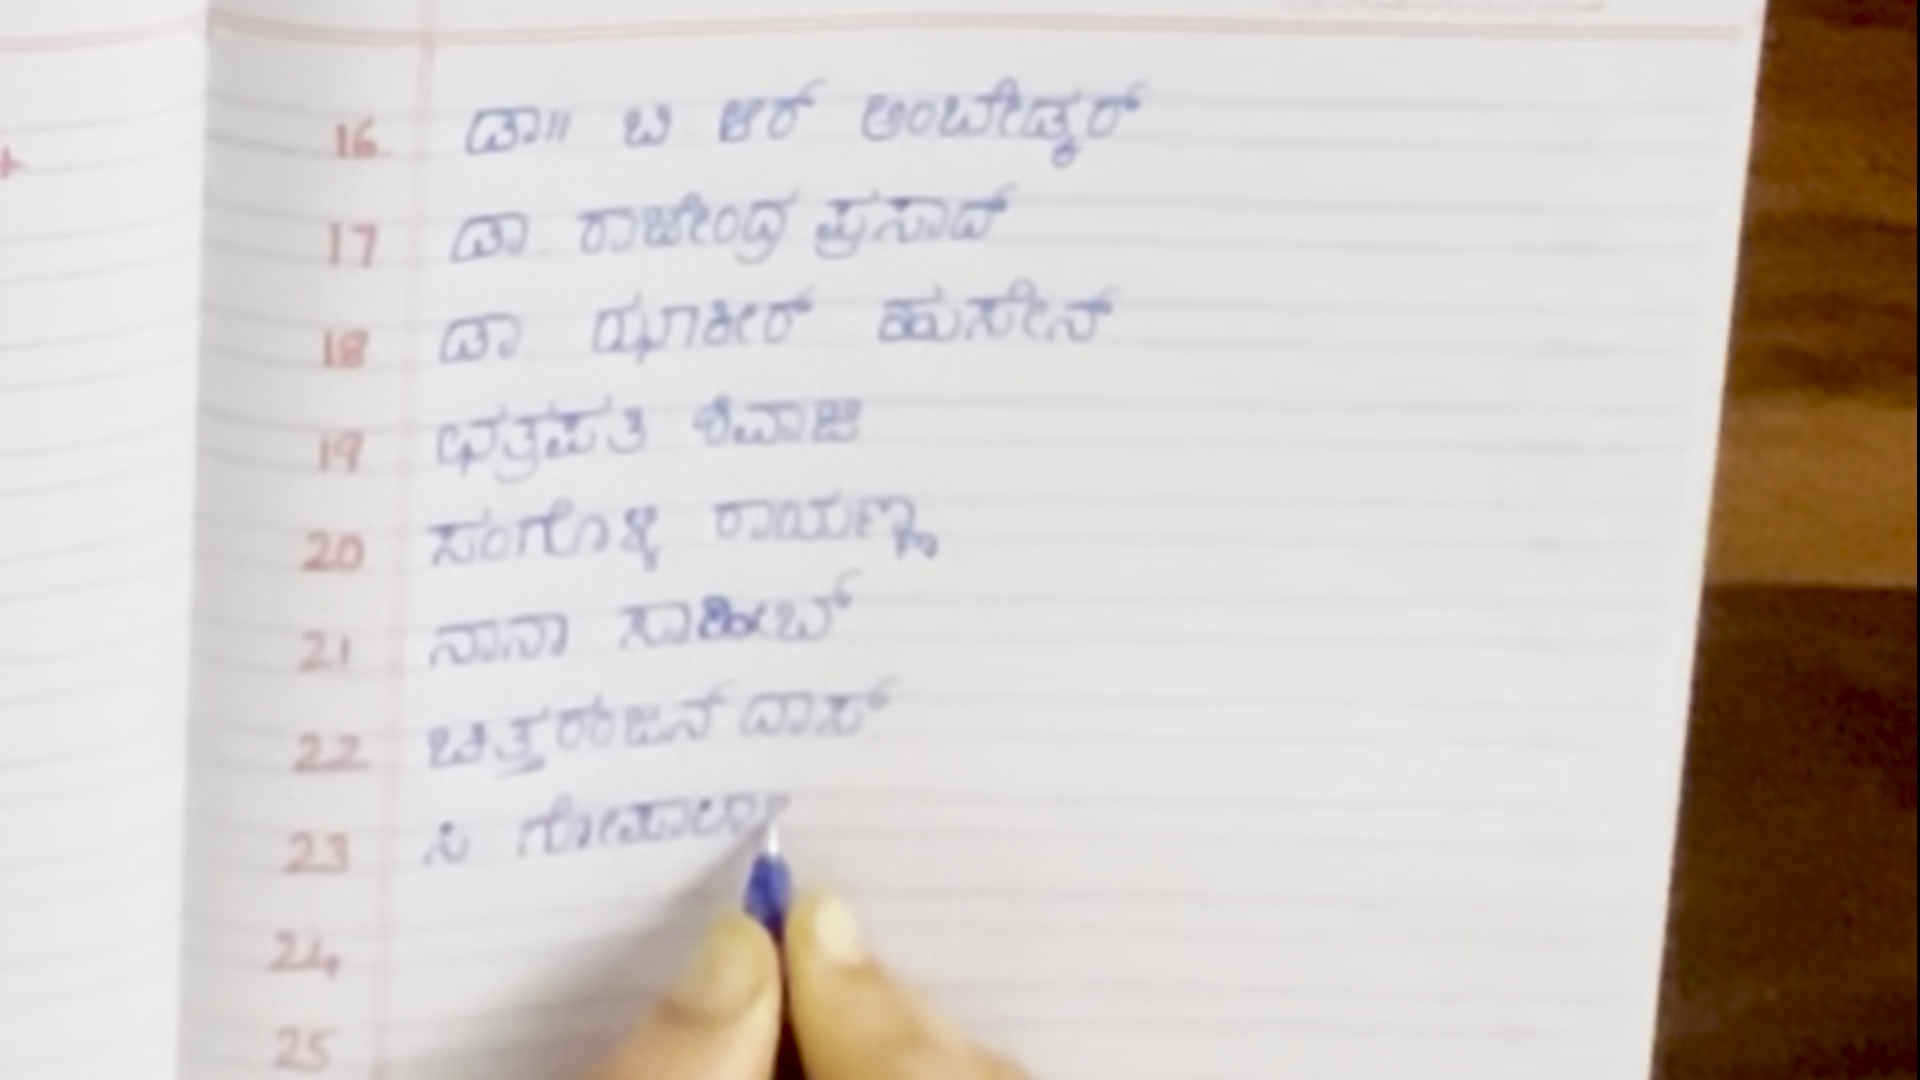 16. ಡಾ॥ ಬಿ ಆರ್ ಅಂಬೇಡ್ಕರ್
17 ಡಾ ರಾಜೇಂದ್ರ ಪ್ರಸಾದ್
18 ಡಾ ಝಾಕೀರ್ ಹುಸೇನ್
19 ಛತ್ರಪತಿ ಶಿವಾಜಿ
20 ಸಂಗೊಳ್ಳಿ ರಾಯಣ್ಣ
21 ನಾನಾ ಸಾಹೀಬ್
22 ಚಿತ್ತರಂಜನ್ ದಾಸ್
23 ಸಿ
24
25